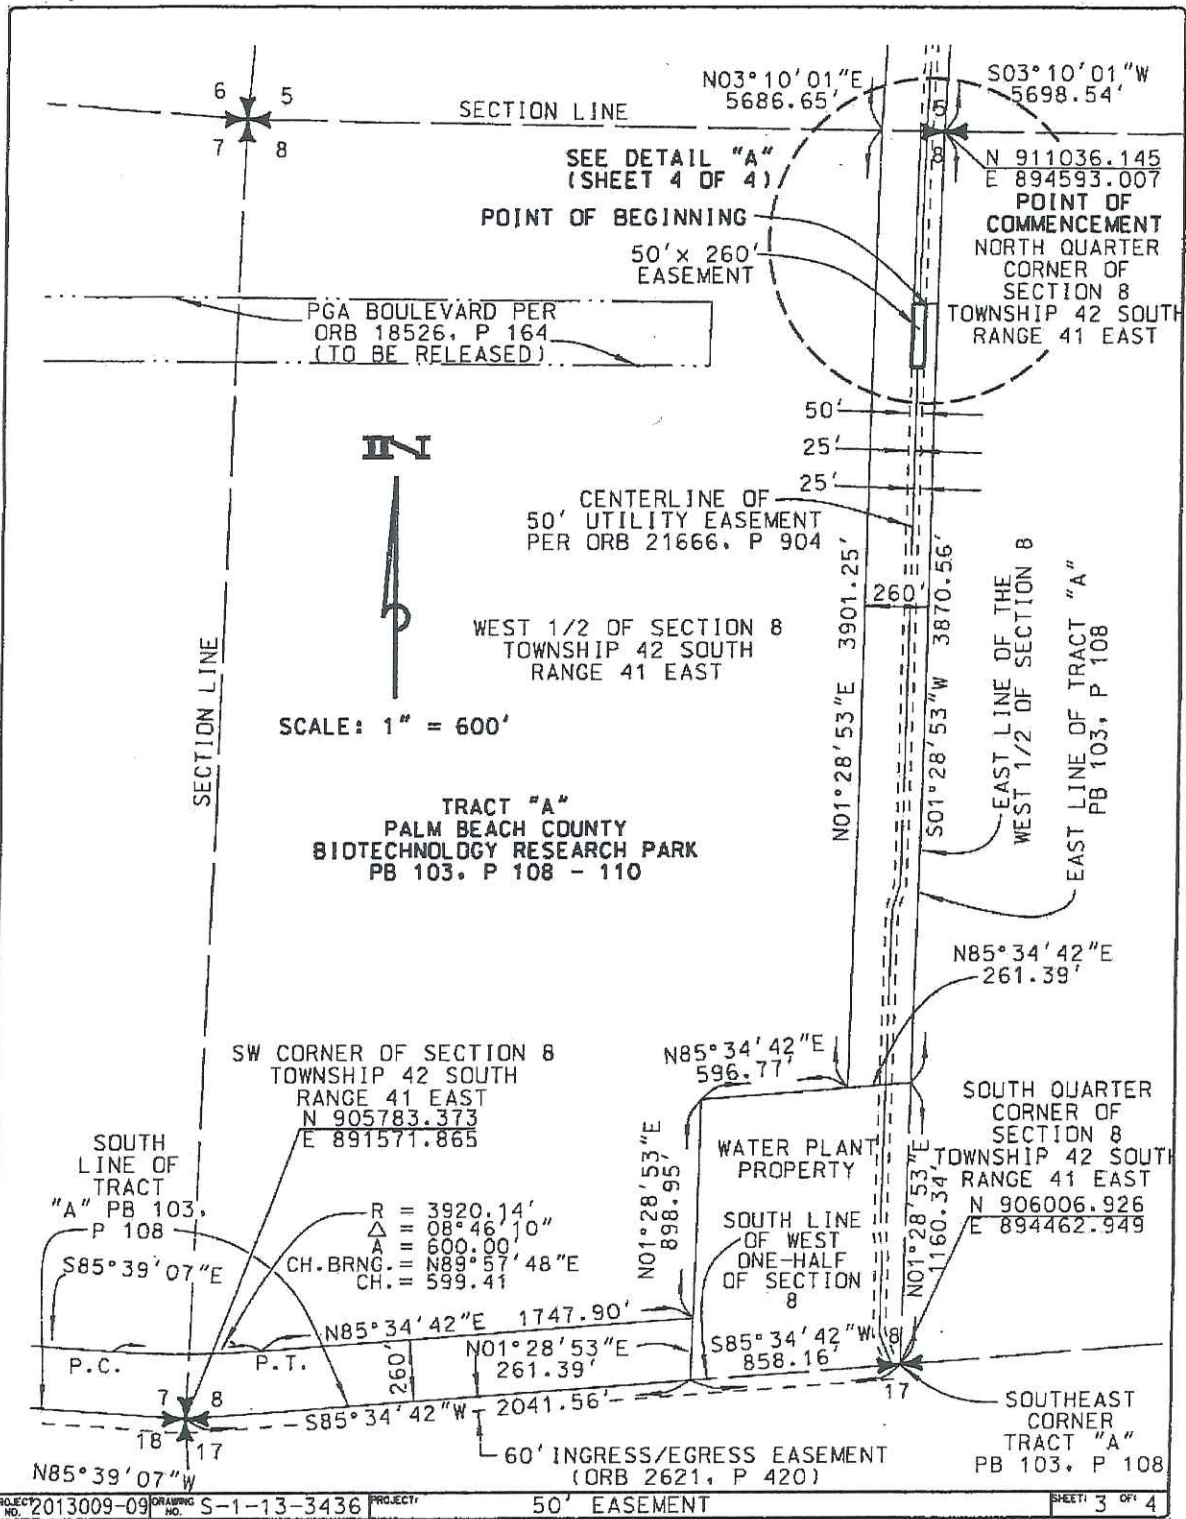 N03°10'01"E
5686.65'
S03°10'01"W
5698.54'
6 5
7 8
SECTION LINE
5
8
SEE DETAIL "A"
(SHEET 4 OF 4)
N 911036.145
E 894593.007
POINT OF
COMMENCEMENT
NORTH QUARTER
CORNER OF
SECTION 8
TOWNSHIP 42 SOUTH
RANGE 41 EAST
POINT OF BEGINNING
50'x 260'
EASEMENT
PGA BOULEVARD PER
ORB 18526, P 164
(TO BE RELEASED)
50'
25'
25'
CENTERLINE OF
50' UTILITY EASEMENT
PER ORB 21666, P 904
N
SCALE: 1" = 600'
WEST 1/2 OF SECTION 8
TOWNSHIP 42 SOUTH
RANGE 41 EAST
260'
N01°28'53"E 3901.25'
S01°28'53"W 3870.56'
EAST LINE OF THE
WEST 1/2 OF SECTION 8
EAST LINE OF TRACT "A"
PB 103, P 108
SECTION LINE
TRACT "A"
PALM BEACH COUNTY
BIOTECHNOLOGY RESEARCH PARK
PB 103, P 108 - 110
N85°34'42"E
261.39'
N85°34'42"E
596.77'
SW CORNER OF SECTION 8
TOWNSHIP 42 SOUTH
RANGE 41 EAST
N 905783.373
E 891571.865
SOUTH QUARTER
CORNER OF
SECTION 8
TOWNSHIP 42 SOUTH
RANGE 41 EAST
N 906006.926
E 894462.949
SOUTH
LINE OF
TRACT
"A" PB 103,
P 108
WATER PLANT
PROPERTY
N01°28'53"E
898.95'
N01°28'53"E
1160.34'
R = 3920.14'
Δ = 08°46'10"
A = 600.00'
CH.BRNG.= N89°57'48"E
CH.= 599.41
SOUTH LINE
OF WEST
ONE-HALF
OF SECTION
8
S85°39'07"E
N85°34'42"E 1747.90'
P.C.
P.T.
260'
N01°28'53"E
261.39'
S85°34'42"W
858.16'
8
17
7 8
18 17
S85°34'42"W 2041.56'
SOUTHEAST
CORNER
TRACT "A"
PB 103, P 108
60' INGRESS/EGRESS EASEMENT
(ORB 2621, P 420)
N85°39'07"W
PROJECT NO. 2013009-09 DRAWING NO. S-1-13-3436 PROJECT: 50' EASEMENT SHEET: 3 OF: 4